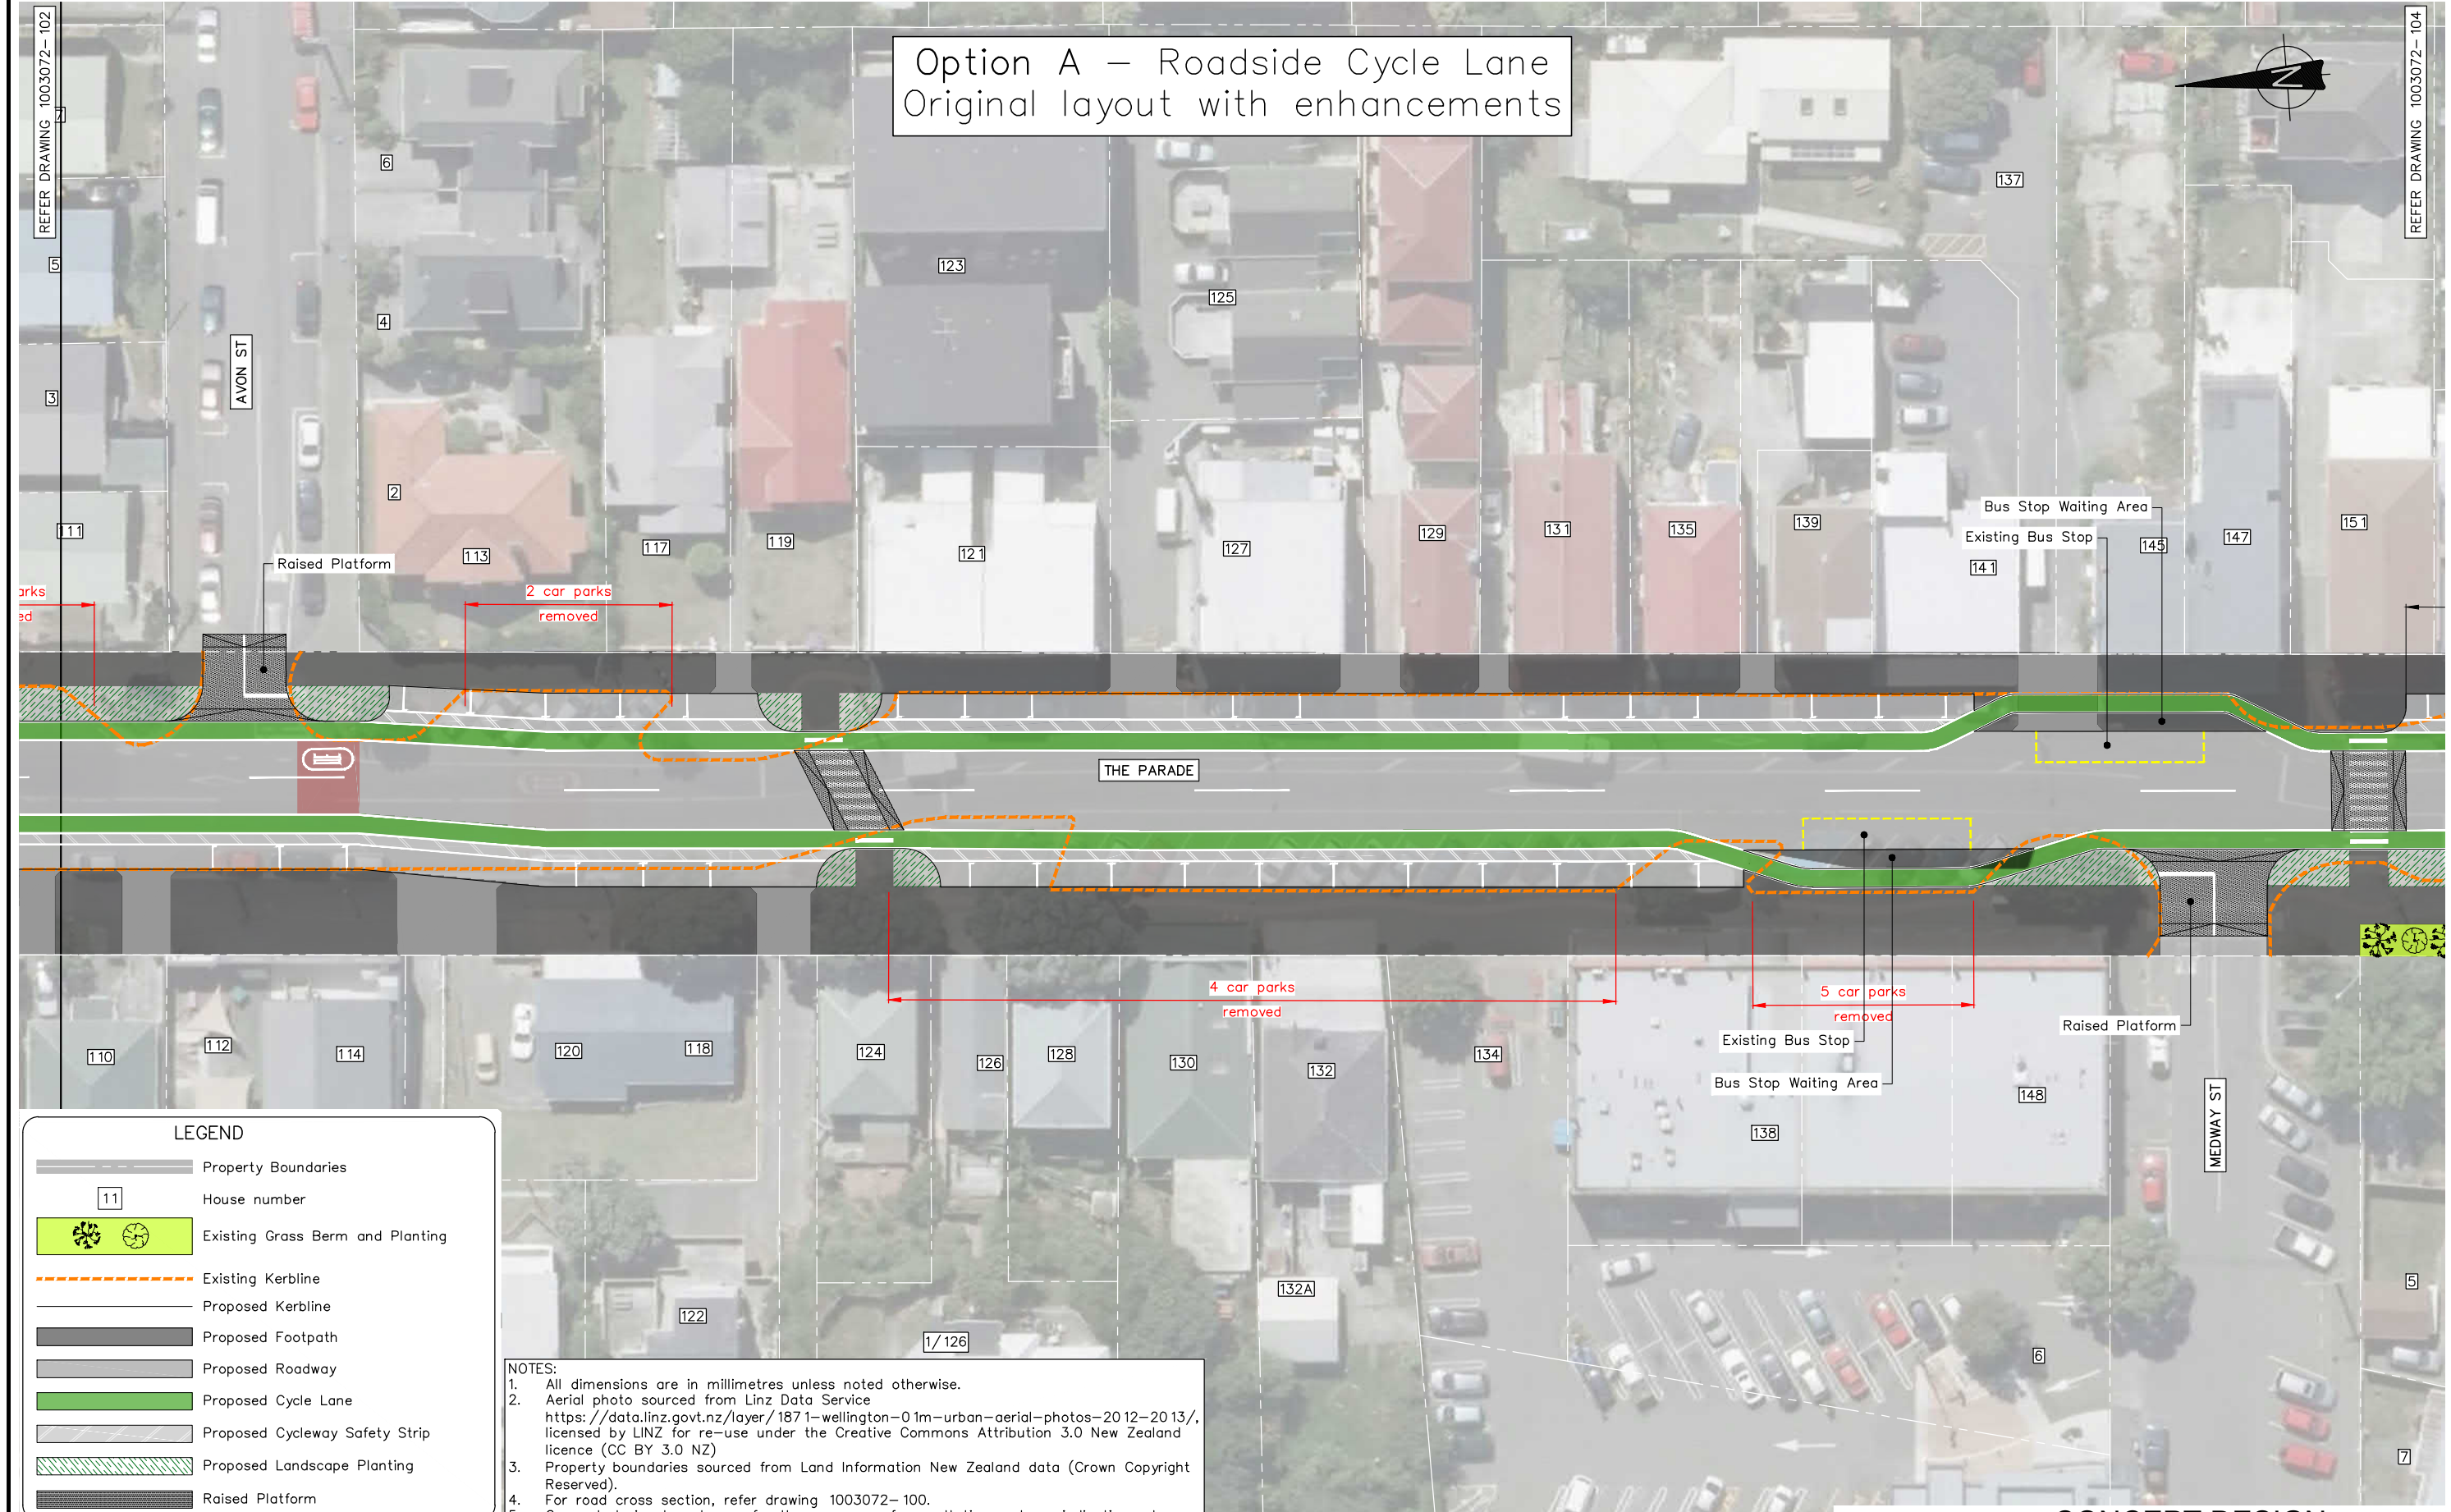 REFER DRAWING 1003072-102
Option A – Roadside Cycle Lane
Original layout with enhancements
N
REFER DRAWING 1003072-104
7
6
137
5
123
125
4
3
AVON ST
2
111
113
117
119
121
127
129
131
135
139
141
145
147
151
Bus Stop Waiting Area
Existing Bus Stop
Raised Platform
2 car parks
removed
THE PARADE
4 car parks
removed
5 car parks
removed
Existing Bus Stop
Bus Stop Waiting Area
Raised Platform
110
112
114
120
118
124
126
128
130
132
134
138
148
MEDWAY ST
122
1/126
132A
6
5
7
LEGEND
Property Boundaries
11
House number
Existing Grass Berm and Planting
Existing Kerbline
Proposed Kerbline
Proposed Footpath
Proposed Roadway
Proposed Cycle Lane
Proposed Cycleway Safety Strip
Proposed Landscape Planting
Raised Platform
NOTES:
1. All dimensions are in millimetres unless noted otherwise.
2. Aerial photo sourced from Linz Data Service
https://data.linz.govt.nz/layer/1871-wellington-01m-urban-aerial-photos-2012-2013/,
licensed by LINZ for re-use under the Creative Commons Attribution 3.0 New Zealand
licence (CC BY 3.0 NZ)
3. Property boundaries sourced from Land Information New Zealand data (Crown Copyright
Reserved).
4. For road cross section, refer drawing 1003072-100.